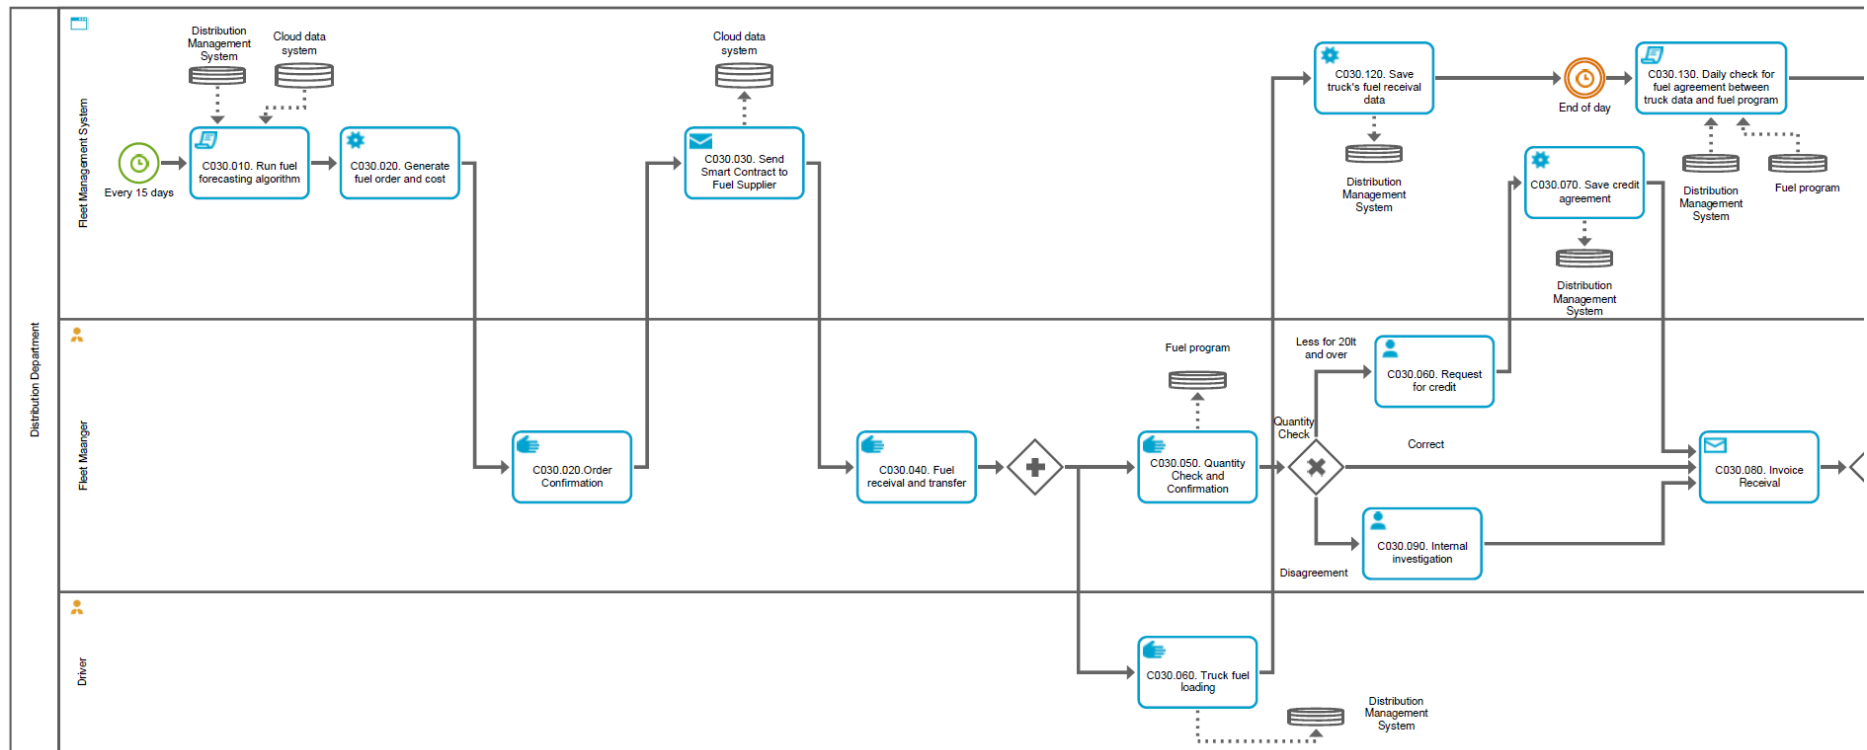 Distribution Department
Fleet Management System
Distribution
Management
System
Cloud data
system
Every 15 days
C030.010. Run fuel
forecasting algorithm
C030.020. Generate
fuel order and cost
Cloud data
system
C030.030. Send
Smart Contract to
Fuel Supplier
C030.120. Save
truck's fuel receival
data
Distribution
Management
System
End of day
C030.130. Daily check for
fuel agreement between
truck data and fuel program
Distribution
Management
System
Fuel program
C030.070. Save credit
agreement
Distribution
Management
System
Fleet Maanger
C030.020.Order
Confirmation
C030.040. Fuel
receival and transfer
Fuel program
C030.050. Quantity
Check and
Confirmation
Quantity
Check
Less for 20lt
and over
C030.060. Request
for credit
Correct
Disagreement
C030.090. Internal
investigation
C030.080. Invoice
Receival
Driver
C030.060. Truck fuel
loading
Distribution
Management
System